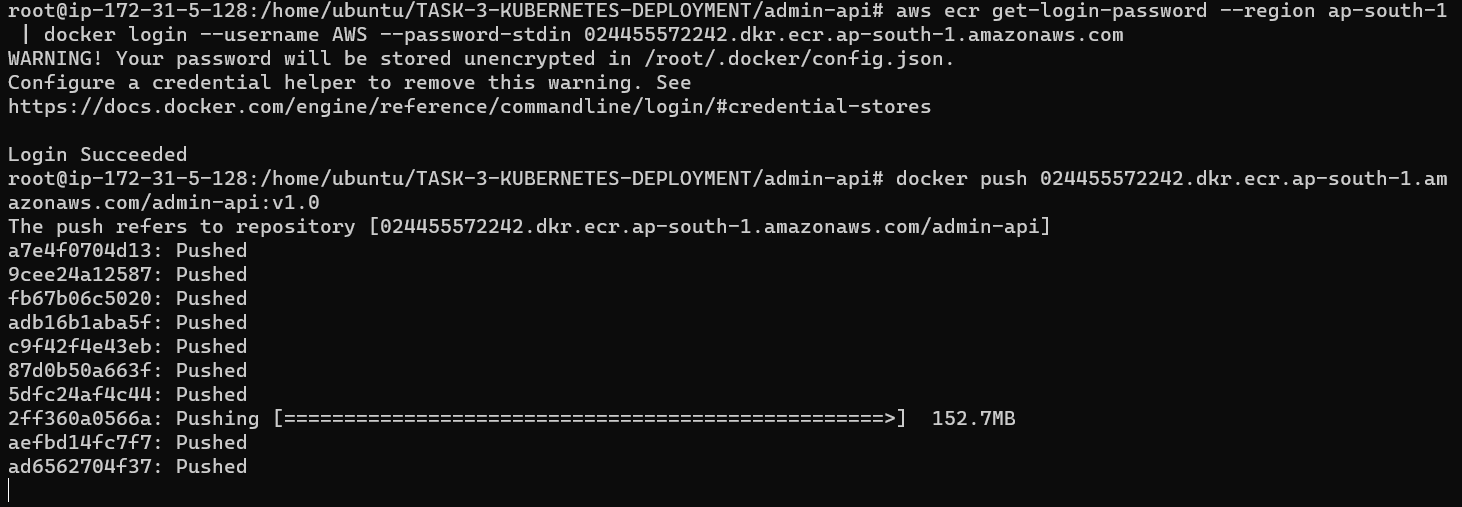 root@ip-172-31-5-128:/home/ubuntu/TASK-3-KUBERNETES-DEPLOYMENT/admin-api# aws ecr get-login-password --region ap-south-1
 | docker login --username AWS --password-stdin 024455572242.dkr.ecr.ap-south-1.amazonaws.com
WARNING! Your password will be stored unencrypted in /root/.docker/config.json.
Configure a credential helper to remove this warning. See
https://docs.docker.com/engine/reference/commandline/login/#credential-stores

Login Succeeded
root@ip-172-31-5-128:/home/ubuntu/TASK-3-KUBERNETES-DEPLOYMENT/admin-api# docker push 024455572242.dkr.ecr.ap-south-1.am
azonaws.com/admin-api:v1.0
The push refers to repository [024455572242.dkr.ecr.ap-south-1.amazonaws.com/admin-api]
a7e4f0704d13: Pushed
9cee24a12587: Pushed
fb67b06c5020: Pushed
adb16b1aba5f: Pushed
c9f42f4e43eb: Pushed
87d0b50a663f: Pushed
5dfc24af4c44: Pushed
2ff360a0566a: Pushing [==================================================>]  152.7MB
aefbd14fc7f7: Pushed
ad6562704f37: Pushed